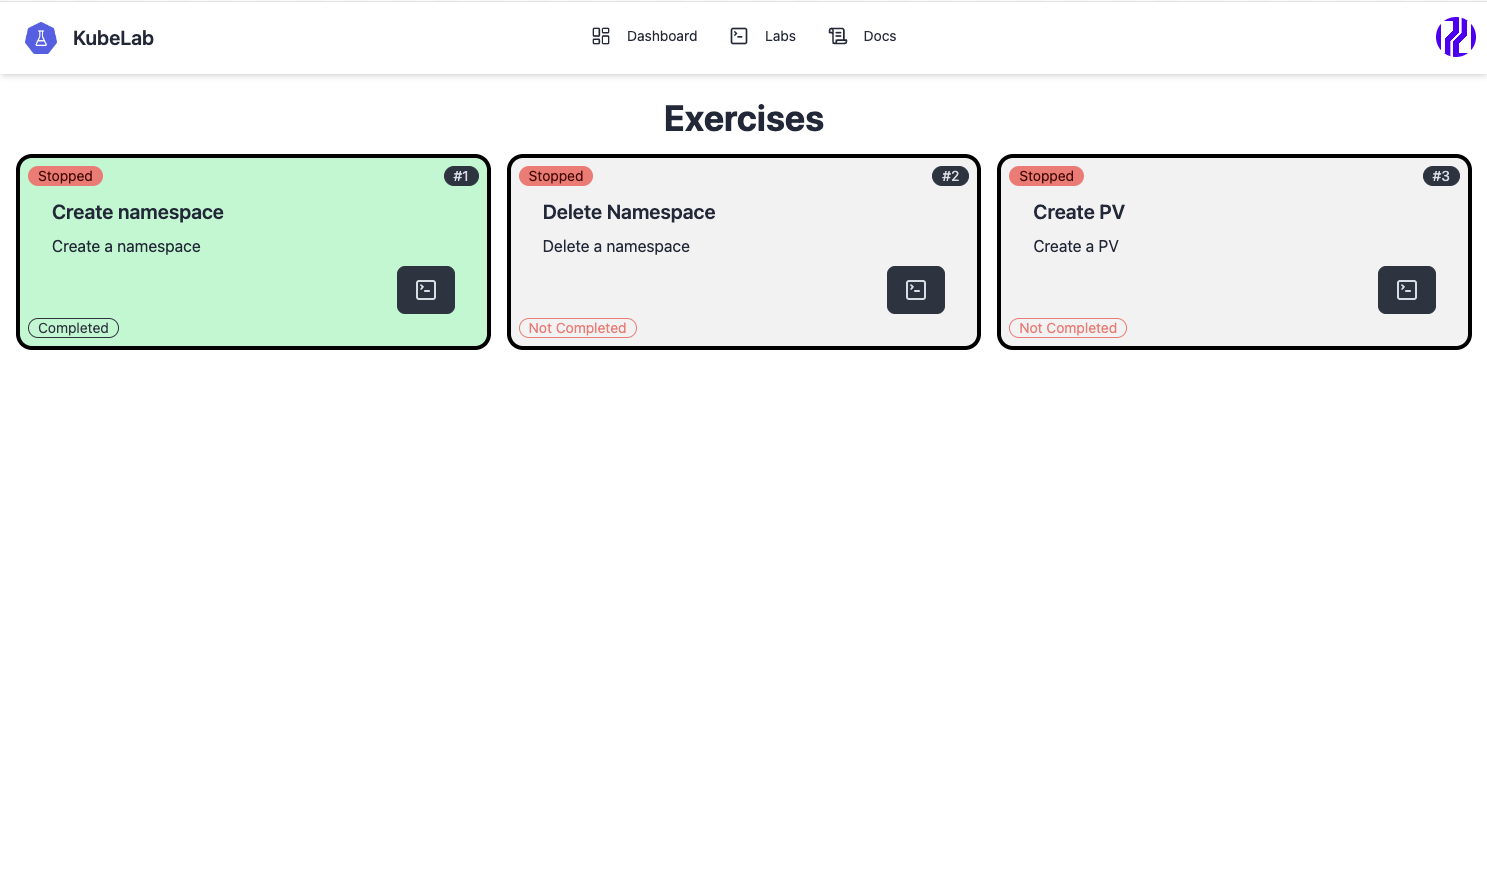 KubeLab
Dashboard
Labs
Docs
Exercises
Stopped
#1
Create namespace
Create a namespace
Completed
Stopped
#2
Delete Namespace
Delete a namespace
Not Completed
Stopped
#3
Create PV
Create a PV
Not Completed